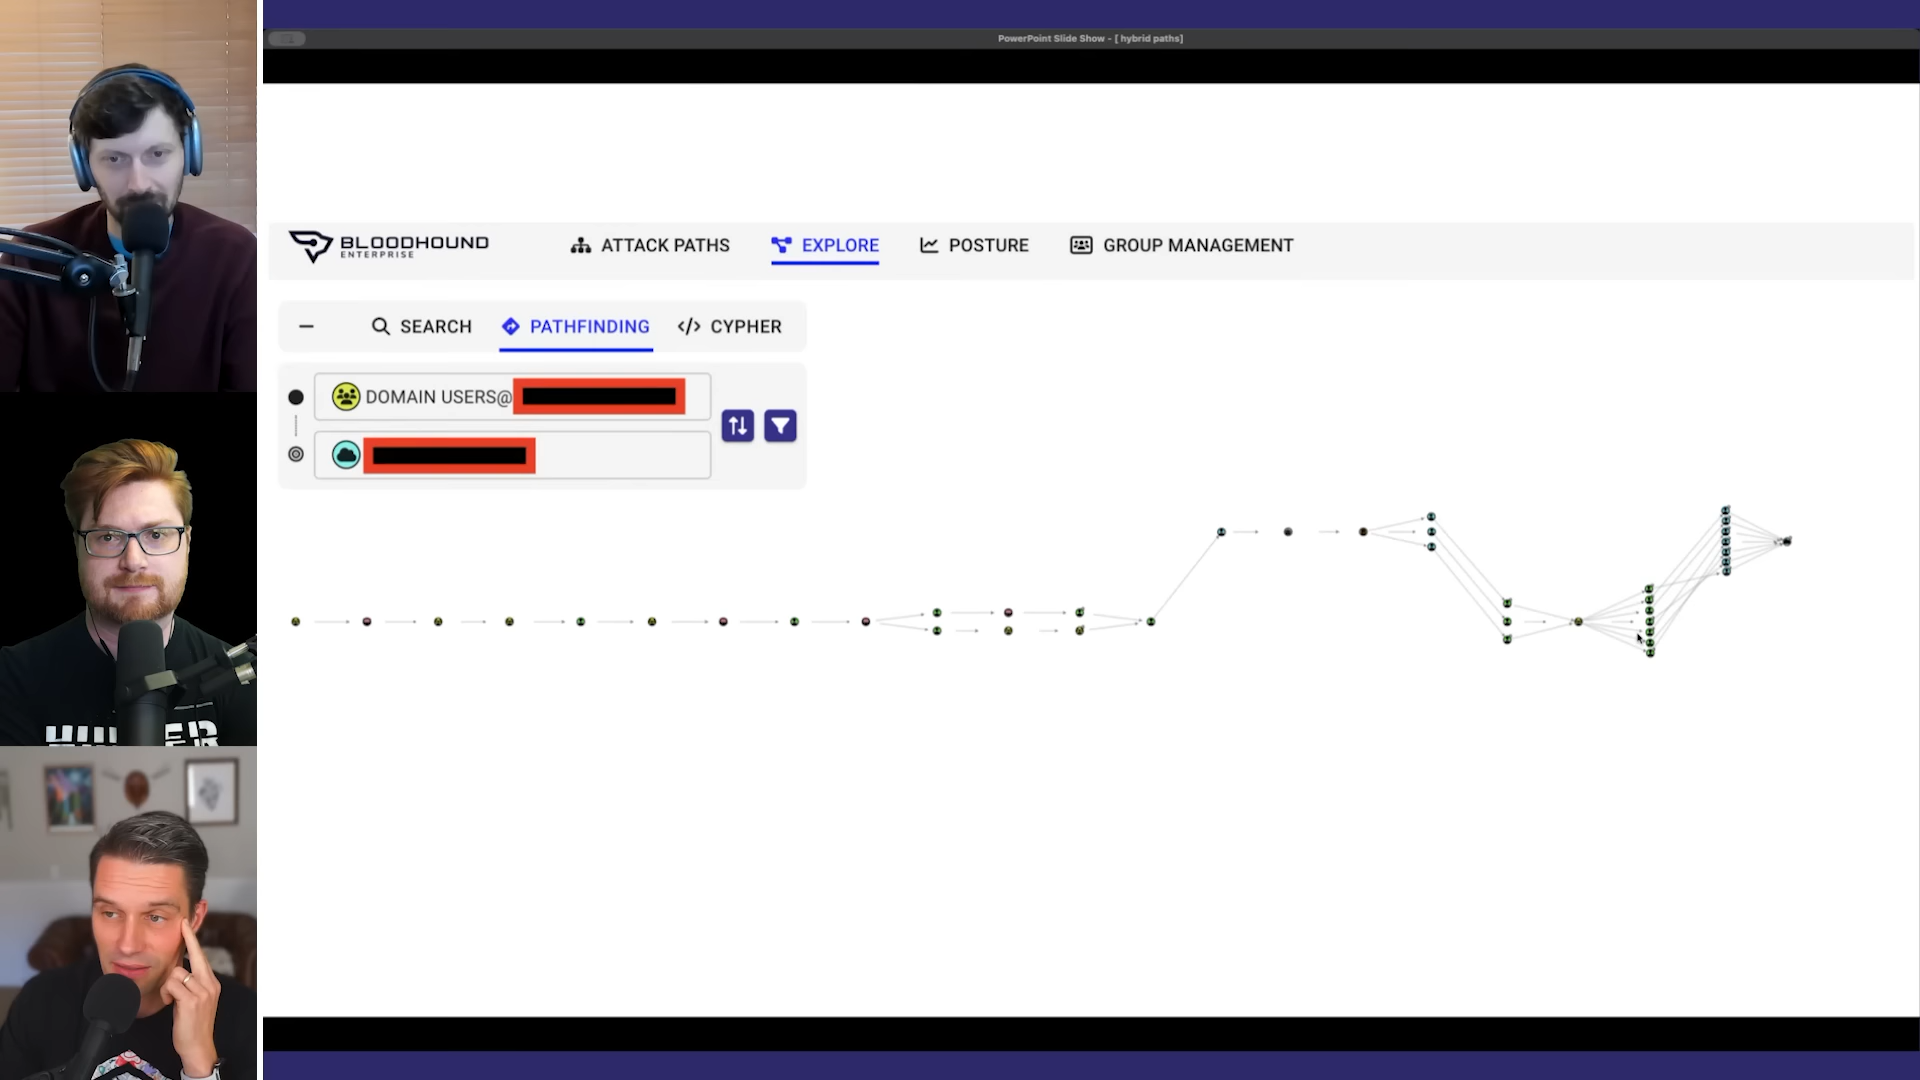 PowerPoint Slide Show - [ hybrid paths]
BLOODHOUND
ENTERPRISE
ATTACK PATHS
EXPLORE
POSTURE
GROUP MANAGEMENT
SEARCH
PATHFINDING
CYPHER
DOMAIN USERS@